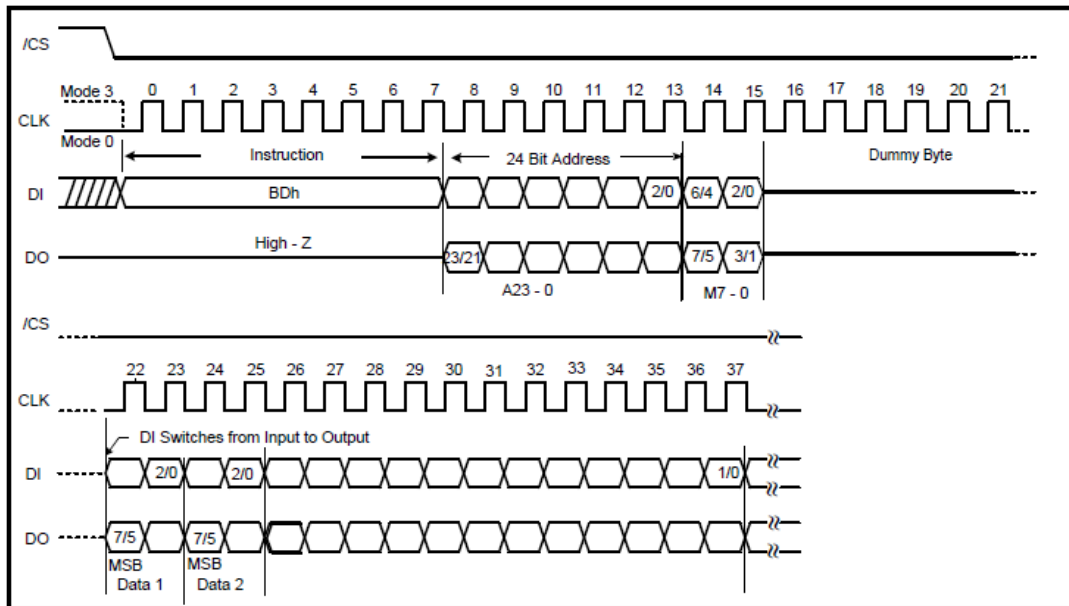 /CS
Mode 3 0 1 2 3 4 5 6 7 8 9 10 11 12 13 14 15 16 17 18 19 20 21
CLK
Mode 0
Instruction 24 Bit Address Dummy Byte
DI BDh 2/0 6/4 2/0
High - Z
DO 23/21 7/5 3/1
A23 - 0 M7 - 0
/CS
22 23 24 25 26 27 28 29 30 31 32 33 34 35 36 37
CLK
DI Switches from Input to Output
DI 2/0 2/0 1/0
DO 7/5 7/5
MSB MSB
Data 1 Data 2